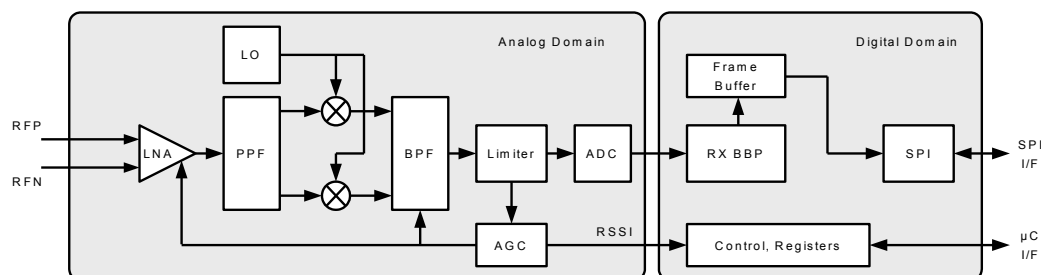 Analog Domain
Digital Domain
LO
Frame
Buffer
RFP
RFN
LNA
PPF
BPF
Limiter
ADC
RX BBP
SPI
SPI
I/F
AGC
RSSI
Control, Registers
µC
I/F